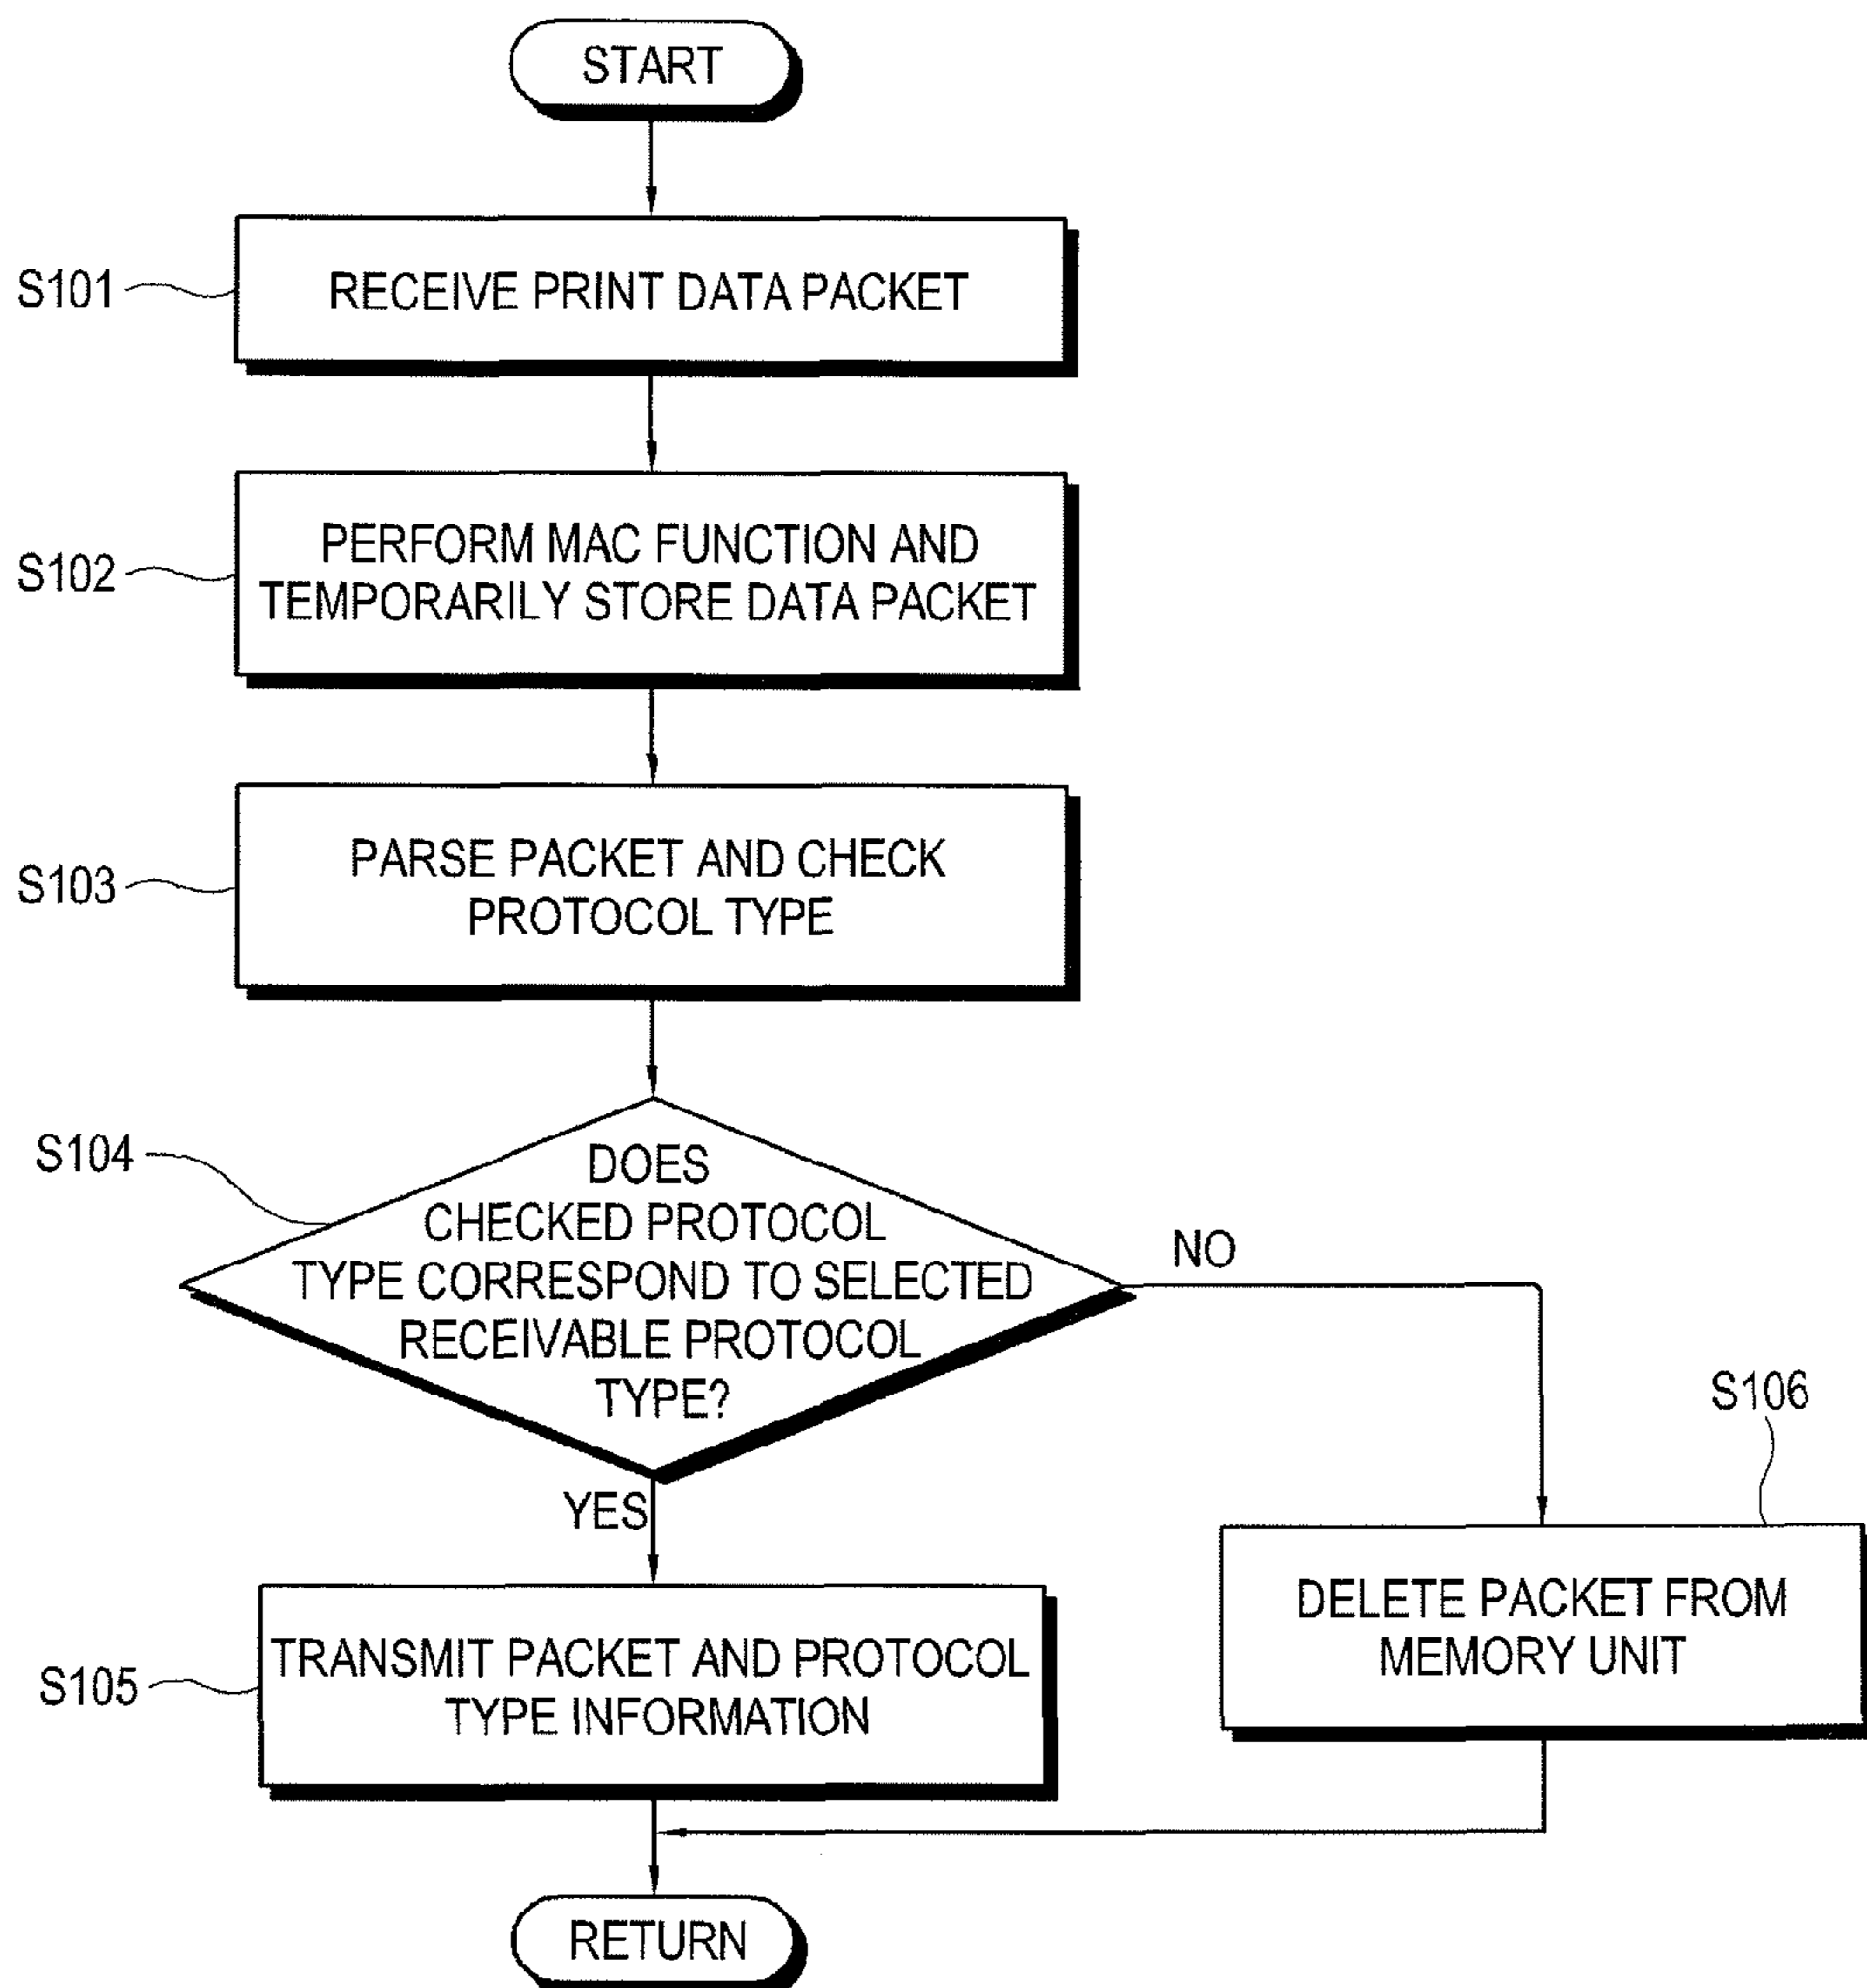 START
S101
RECEIVE PRINT DATA PACKET
S102
PERFORM MAC FUNCTION AND
TEMPORARILY STORE DATA PACKET
S103
PARSE PACKET AND CHECK
PROTOCOL TYPE
S104
DOES
CHECKED PROTOCOL
TYPE CORRESPOND TO SELECTED
RECEIVABLE PROTOCOL
TYPE?
NO
YES
S105
TRANSMIT PACKET AND PROTOCOL
TYPE INFORMATION
S106
DELETE PACKET FROM
MEMORY UNIT
RETURN